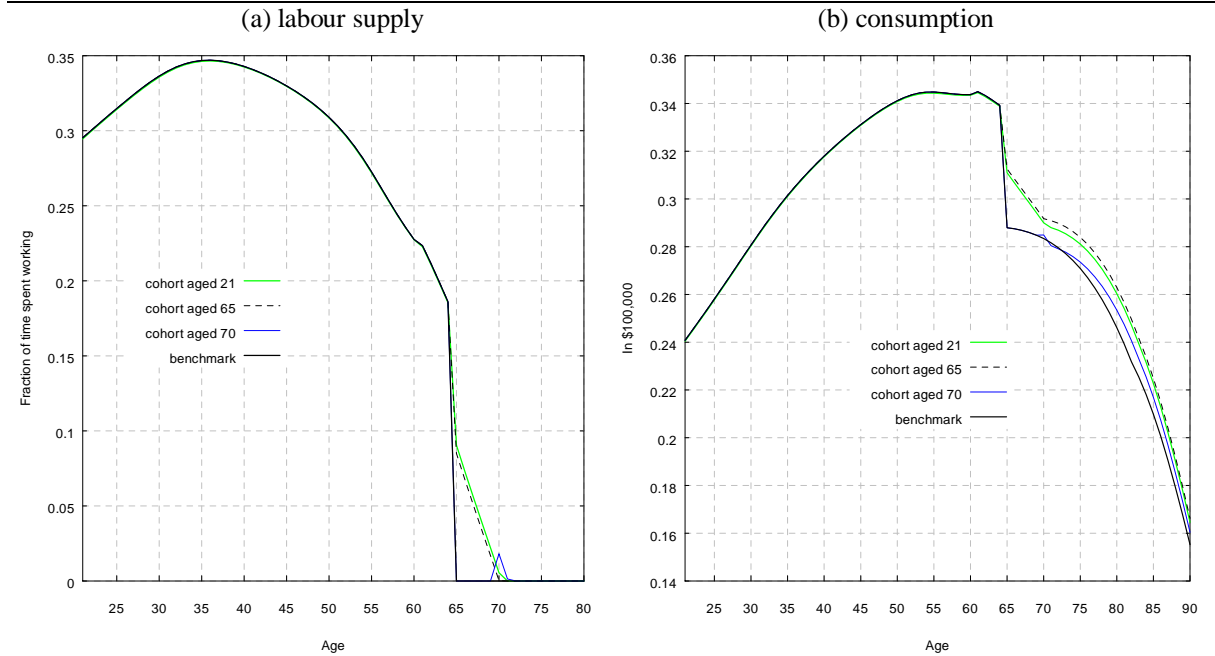 (a) labour supply
(b) consumption
0.35
0.3
0.25
0.2
0.15
0.1
0.05
0
Fraction of time spent working
cohort aged 21
cohort aged 65
cohort aged 70
benchmark
25 30 35 40 45 50 55 60 65 70 75 80
Age
0.36
0.34
0.32
0.3
0.28
0.26
0.24
0.22
0.2
0.18
0.16
0.14
In $100,000
cohort aged 21
cohort aged 65
cohort aged 70
benchmark
25 30 35 40 45 50 55 60 65 70 75 80 85 90
Age